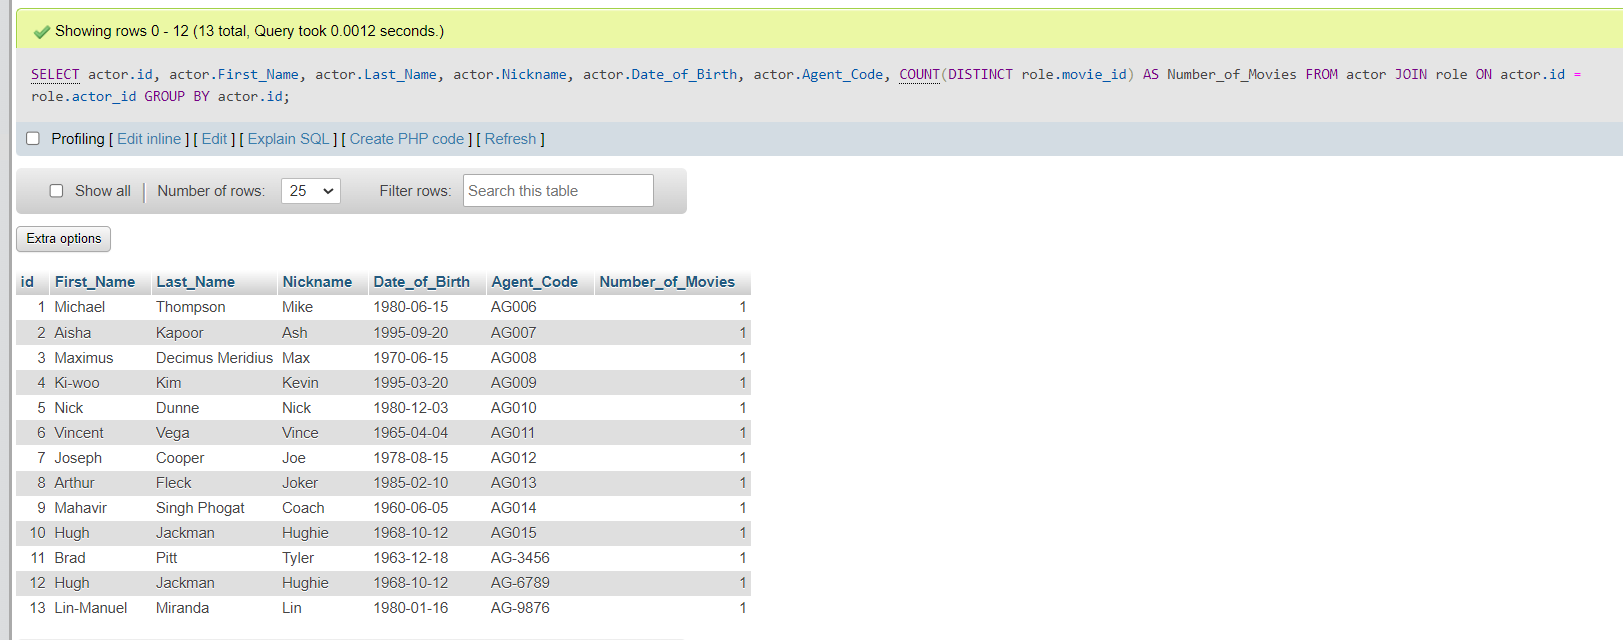 Showing rows 0 - 12 (13 total, Query took 0.0012 seconds.)
SELECT actor.id, actor.First_Name, actor.Last_Name, actor.Nickname, actor.Date_of_Birth, actor.Agent_Code, COUNT(DISTINCT role.movie_id) AS Number_of_Movies FROM actor JOIN role ON actor.id =
role.actor_id GROUP BY actor.id;
Profiling [ Edit inline ] [ Edit ] [ Explain SQL ] [ Create PHP code ] [ Refresh ]
Show all Number of rows: 25 Filter rows: Search this table
Extra options
id First_Name Last_Name Nickname Date_of_Birth Agent_Code Number_of_Movies
1 Michael Thompson Mike 1980-06-15 AG006 1
2 Aisha Kapoor Ash 1995-09-20 AG007 1
3 Maximus Decimus Meridius Max 1970-06-15 AG008 1
4 Ki-woo Kim Kevin 1995-03-20 AG009 1
5 Nick Dunne Nick 1980-12-03 AG010 1
6 Vincent Vega Vince 1965-04-04 AG011 1
7 Joseph Cooper Joe 1978-08-15 AG012 1
8 Arthur Fleck Joker 1985-02-10 AG013 1
9 Mahavir Singh Phogat Coach 1960-06-05 AG014 1
10 Hugh Jackman Hughie 1968-10-12 AG015 1
11 Brad Pitt Tyler 1963-12-18 AG-3456 1
12 Hugh Jackman Hughie 1968-10-12 AG-6789 1
13 Lin-Manuel Miranda Lin 1980-01-16 AG-9876 1